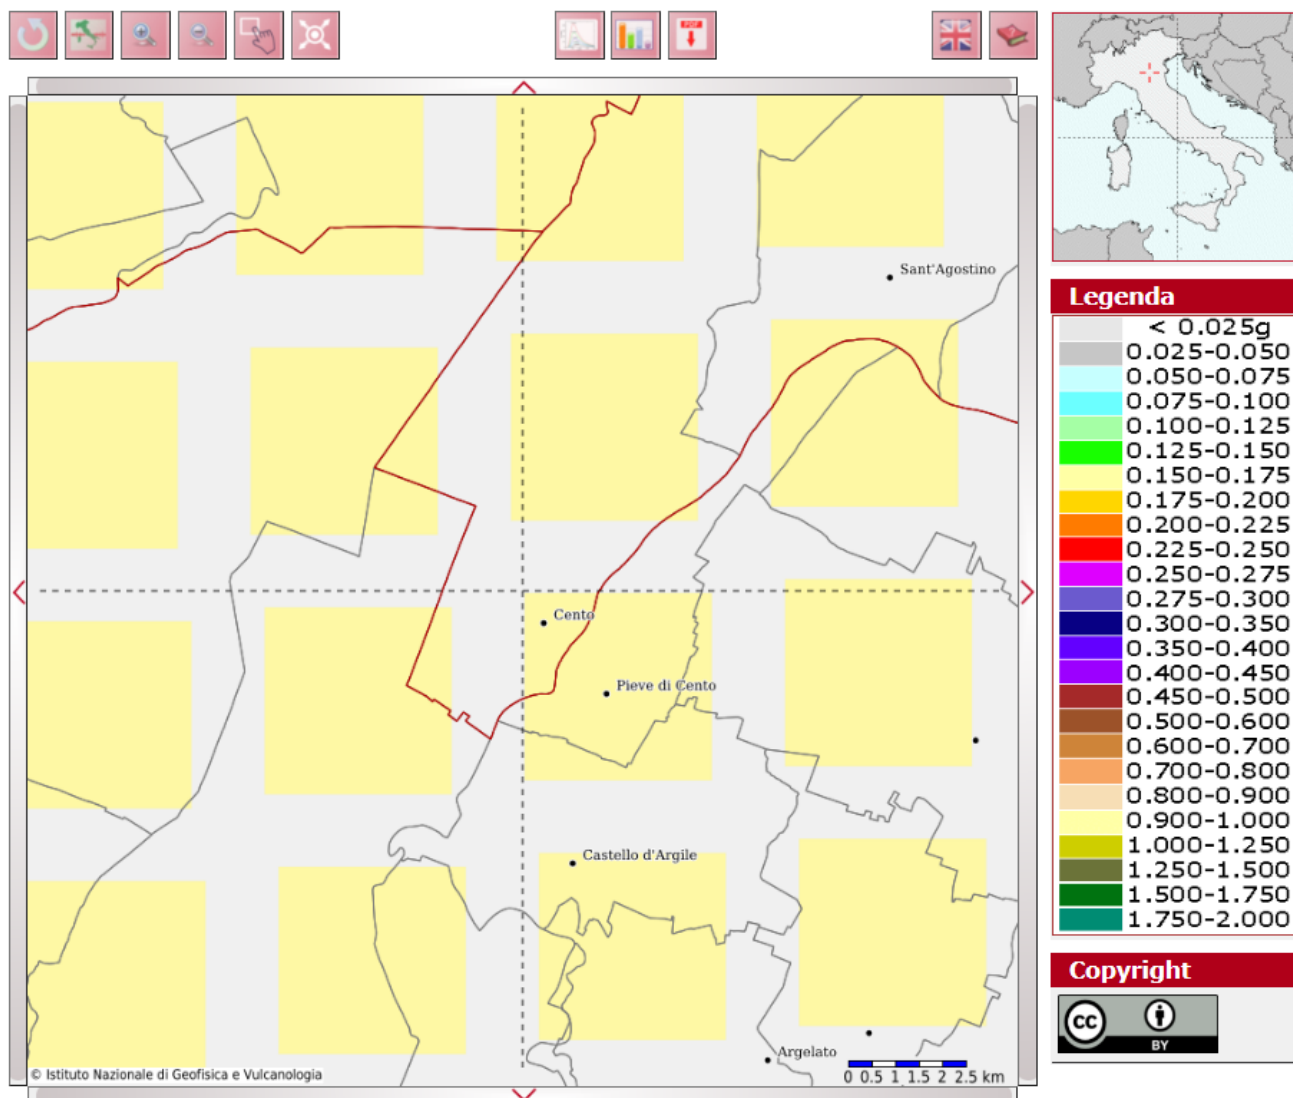 PDF
Sant'Agostino
Cento
Pieve di Cento
Castello d'Argile
Argelato
© Istituto Nazionale di Geofisica e Vulcanologia
0 0.5 1 1.5 2 2.5 km
Legenda
< 0.025g
0.025-0.050
0.050-0.075
0.075-0.100
0.100-0.125
0.125-0.150
0.150-0.175
0.175-0.200
0.200-0.225
0.225-0.250
0.250-0.275
0.275-0.300
0.300-0.350
0.350-0.400
0.400-0.450
0.450-0.500
0.500-0.600
0.600-0.700
0.700-0.800
0.800-0.900
0.900-1.000
1.000-1.250
1.250-1.500
1.500-1.750
1.750-2.000
Copyright
cc
BY